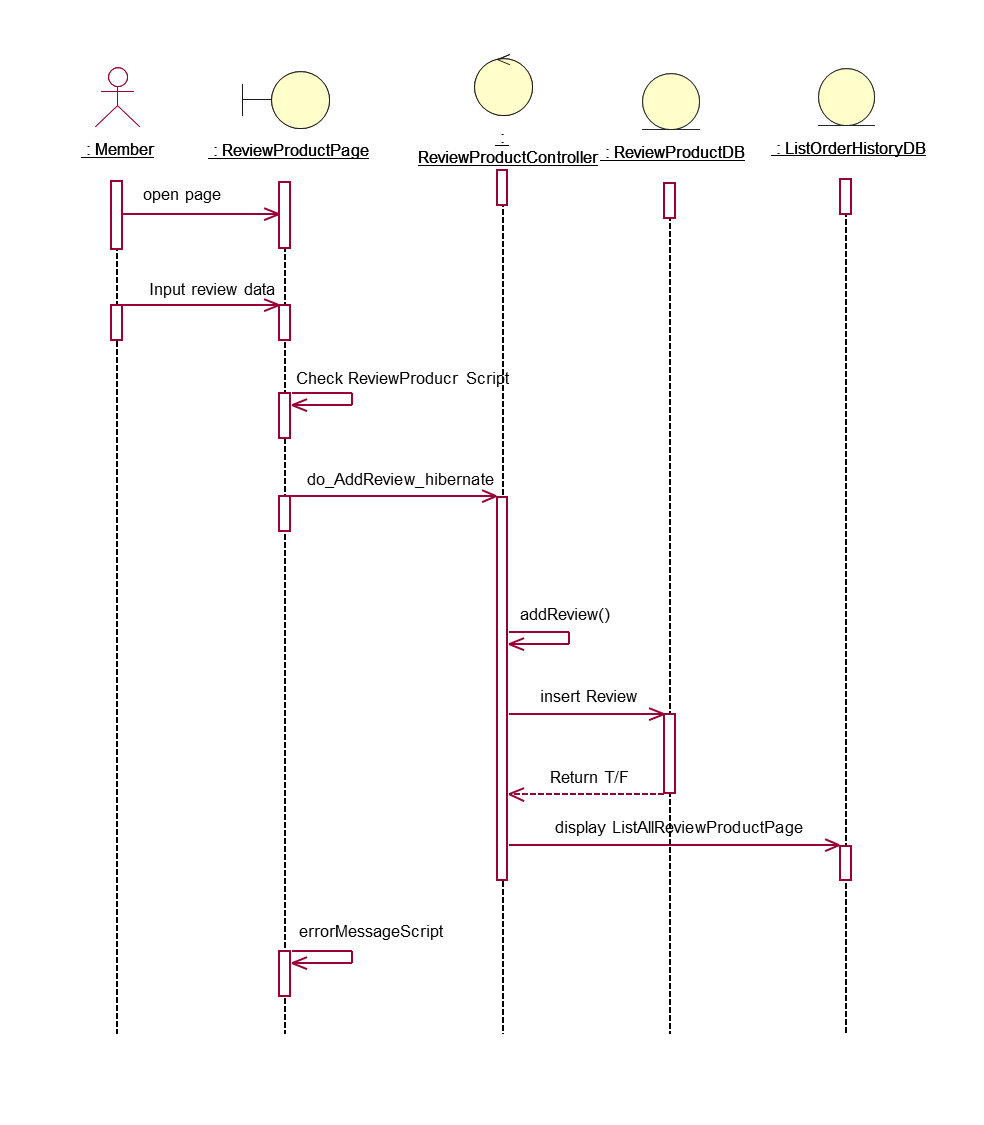 : Member
: ReviewProductPage
:
ReviewProductController
: ReviewProductDB
: ListOrderHistoryDB
open page
Input review data
Check ReviewProducr Script
do_AddReview_hibernate
addReview()
insert Review
Return T/F
display ListAllReviewProductPage
errorMessageScript